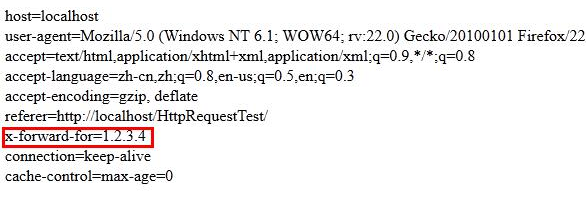 host=localhost
user-agent=Mozilla/5.0 (Windows NT 6.1; WOW64; rv:22.0) Gecko/20100101 Firefox/22
accept=text/html,application/xhtml+xml,application/xml;q=0.9,*/*;q=0.8
accept-language=zh-cn,zh;q=0.8,en-us;q=0.5,en;q=0.3
accept-encoding=gzip, deflate
referer=http://localhost/HttpRequestTest/
x-forward-for=1.2.3.4
connection=keep-alive
cache-control=max-age=0